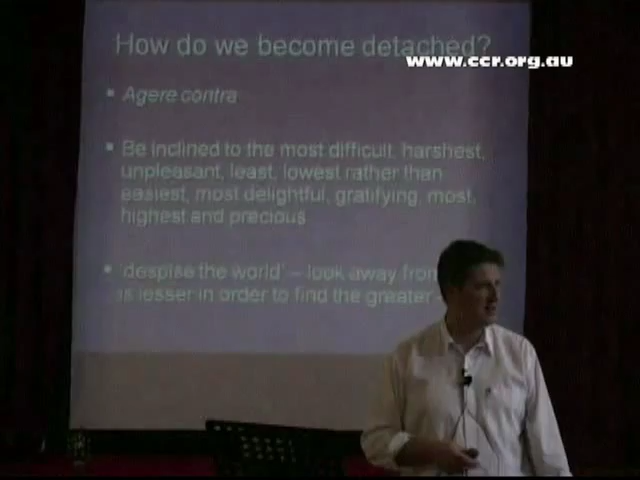 How do we become detached?
www.ccr.org.au
▪ Agere contra
▪ Be inclined to the most difficult, harshest,
unpleasant, least, lowest rather than
easiest, most delightful, gratifying, most,
highest and precious
▪ 'despise the world' – look away from
as lesser in order to find the greater